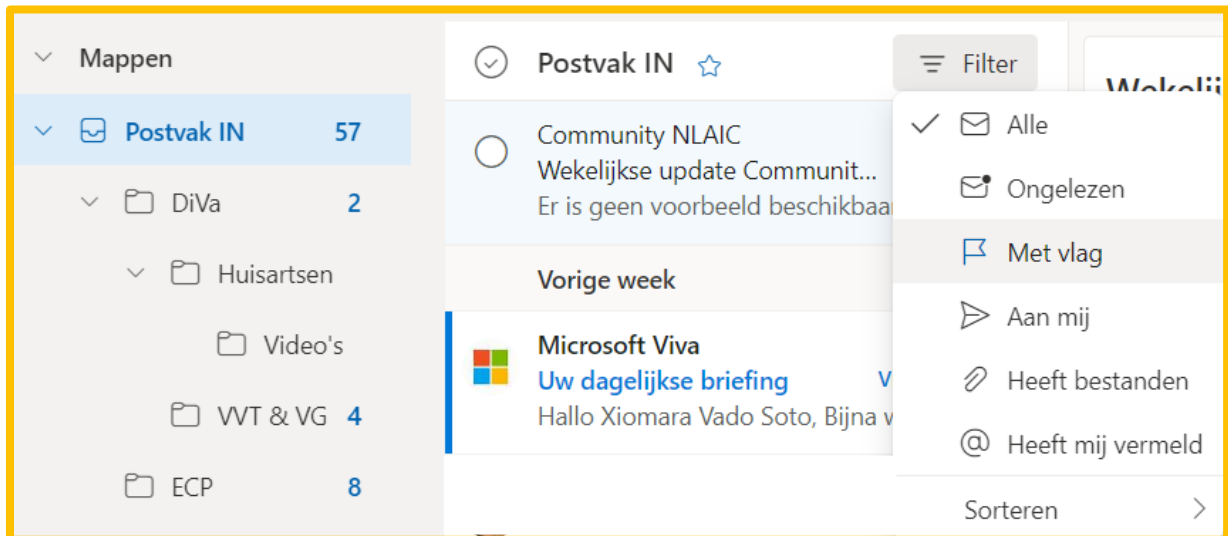 Mappen
Postvak IN 57
DiVa 2
Huisartsen
Video's
VVT & VG 4
ECP 8
Postvak IN
Filter
Community NLAIC
Wekelijkse update Communit...
Er is geen voorbeeld beschikbaa
Vorige week
Microsoft Viva
Uw dagelijkse briefing V
Hallo Xiomara Vado Soto, Bijna v
Alle
Ongelezen
Met vlag
Aan mij
Heeft bestanden
Heeft mij vermeld
Sorteren